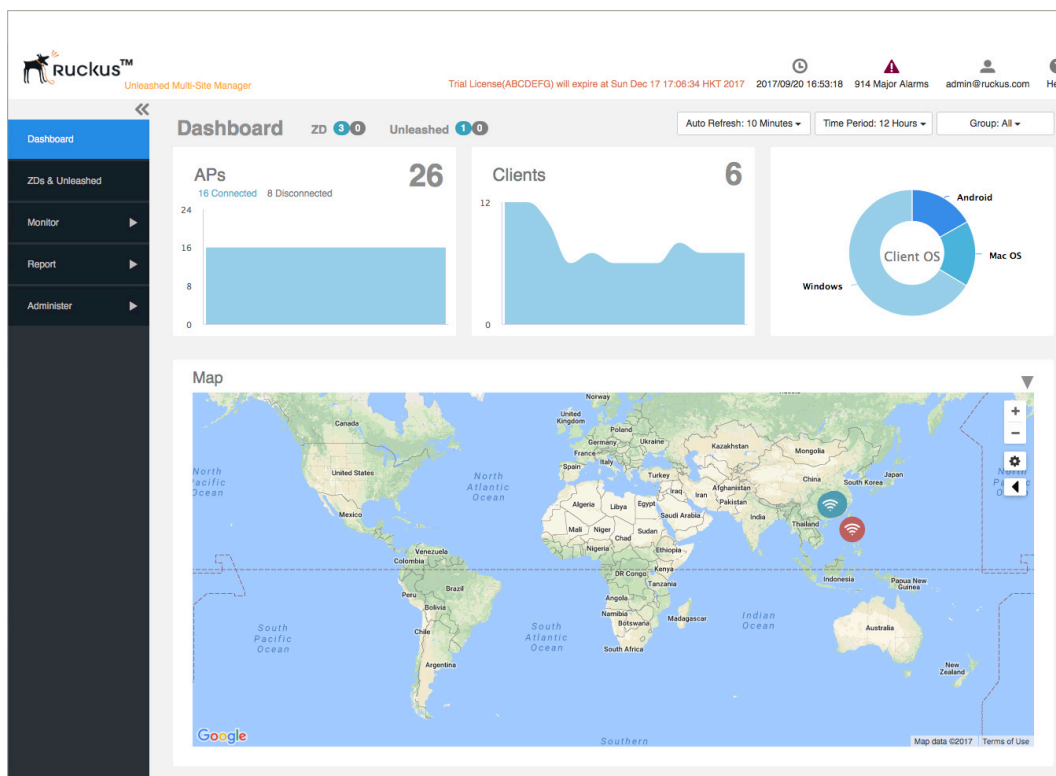 RUCKUS™
Unleashed Multi-Site Manager
Trial License(ABCDEFG) will expire at Sun Dec 17 17:06:34 HKT 2017
2017/09/20 16:53:18
914 Major Alarms
admin@ruckus.com
He
Dashboard
ZDs & Unleashed
Monitor
Report
Administer
Dashboard
ZD 3 0
Unleashed 1 0
Auto Refresh: 10 Minutes
Time Period: 12 Hours
Group: All
APs
26
16 Connected 8 Disconnected
24
16
8
0
Clients
6
12
0
Client OS
Android
Mac OS
Windows
Map
Norway
United
Kingdom
Canada
Poland
Germany
Ukraine
Kazakhstan
Mongolia
France
Italy
Spain
Turkey
United States
North
Pacific
Ocean
North
Atlantic
Ocean
Japan
China
South Korea
Afghanistan
Iraq
Iran
Pakistan
Algeria
Libya
Egypt
Saudi Arabia
India
Thailand
Mexico
Mali
Niger
Chad
Sudan
Nigeria
Ethiopia
Venezuela
Colombia
Kenya
DR Congo
Tanzania
Indonesia
Papua New
Guinea
Brazil
Peru
Bolivia
Angola
Namibia
Botswana
Madagascar
Indian
Ocean
Australia
South
Pacific
Ocean
Chile
South
Atlantic
Ocean
South Africa
Argentina
New
Zealand
Google
Southern
Map data ©2017 Terms of Use